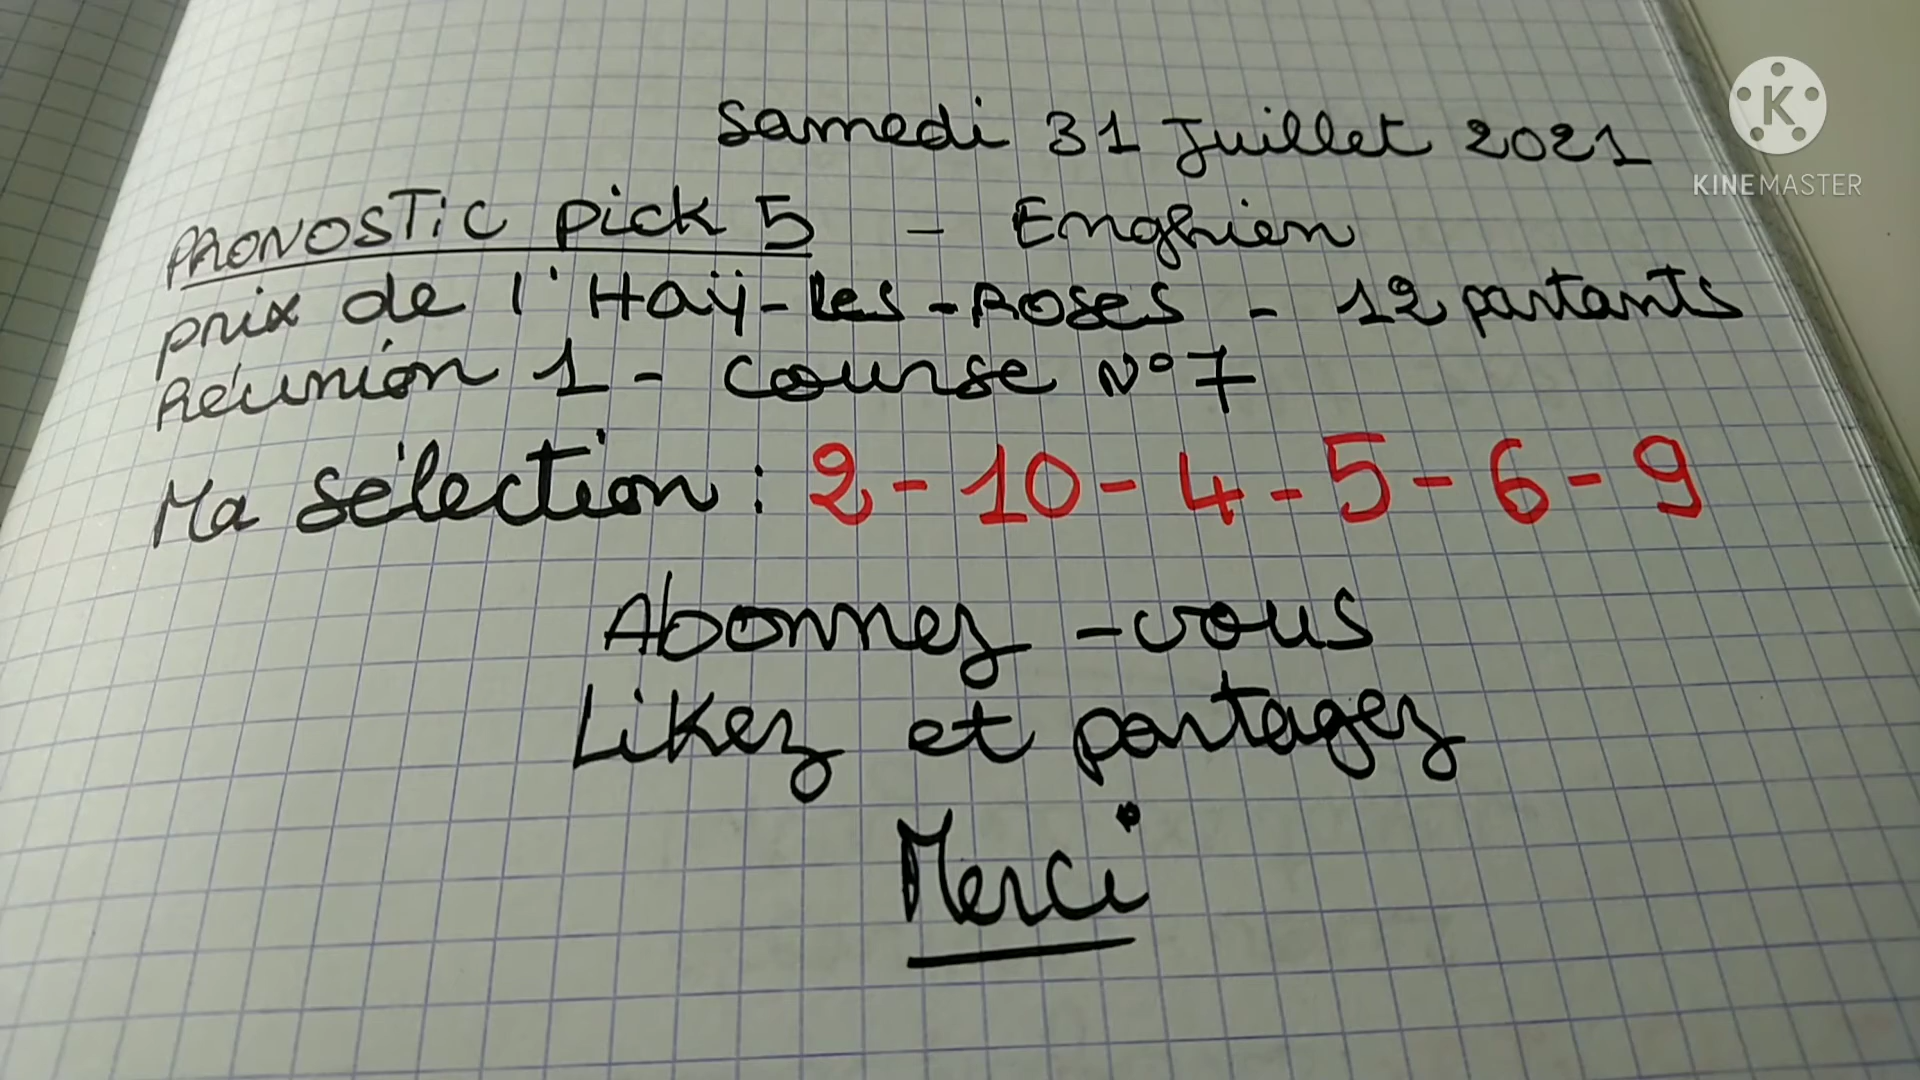 Samedi 31 Juillet 2021
K
KINEMASTER
PRONOSTIC Pick 5 - Enghien
prix de l'Haÿ-Les-Roses - 12 partants
Réunion 1 - course N°7
Ma sélection : 2 - 10 - 4 - 5 - 6 - 9
Abonnez-vous
Likez et partagez
Merci